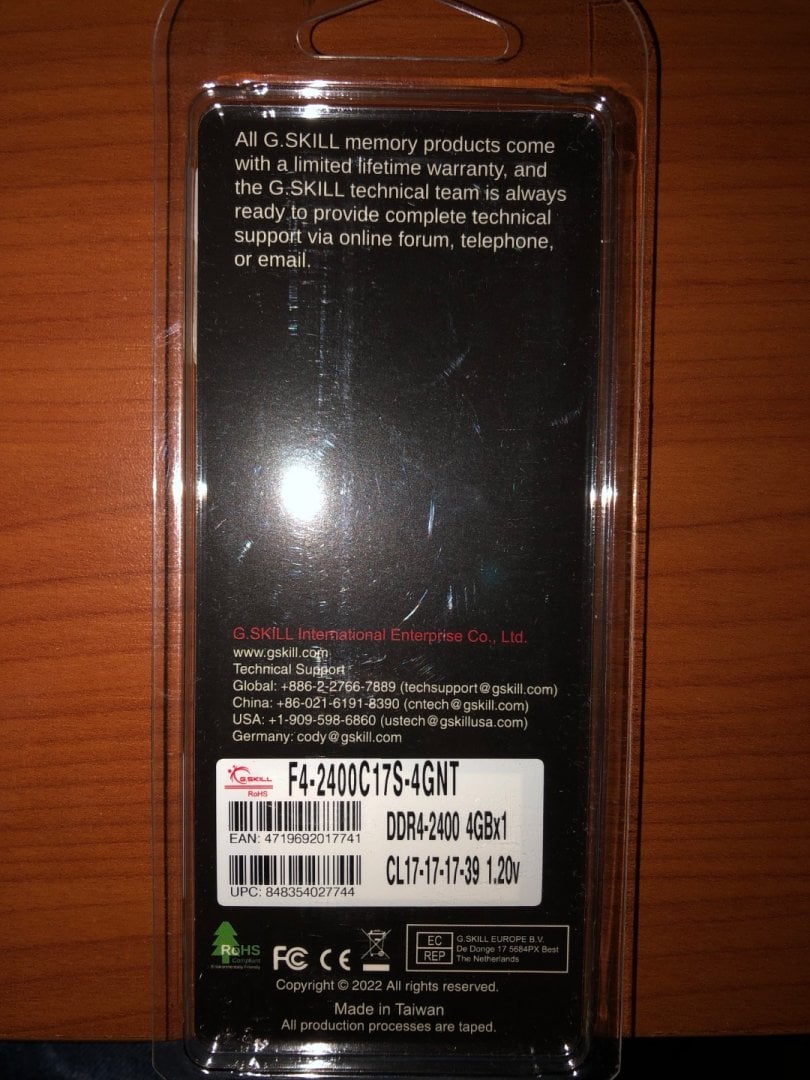 All G.SKILL memory products come
with a limited lifetime warranty, and
the G.SKILL technical team is always
ready to provide complete technical
support via online forum, telephone,
or email.
G.SKILL International Enterprise Co., Ltd.
www.gskill.com
Technical Support
Global: +886-2-2766-7889 (techsupport@gskill.com)
China: +86-021-6191-8390 (cntech@gskill.com)
USA: +1-909-598-6860 (ustech@gskillusa.com)
Germany: cody@gskill.com
G.SKILL
RoHS
F4-2400C17S-4GNT
EAN: 4719692017741
DDR4-2400 4GBx1
UPC: 848354027744
CL17-17-17-39 1.20v
RoHS
Compliant
Environmentally Friendly
FC CE
EC
REP
G.SKILL EUROPE B.V.
De Donge 17 5684PX Best
The Netherlands
Copyright © 2022 All rights reserved.
Made in Taiwan
All production processes are taped.